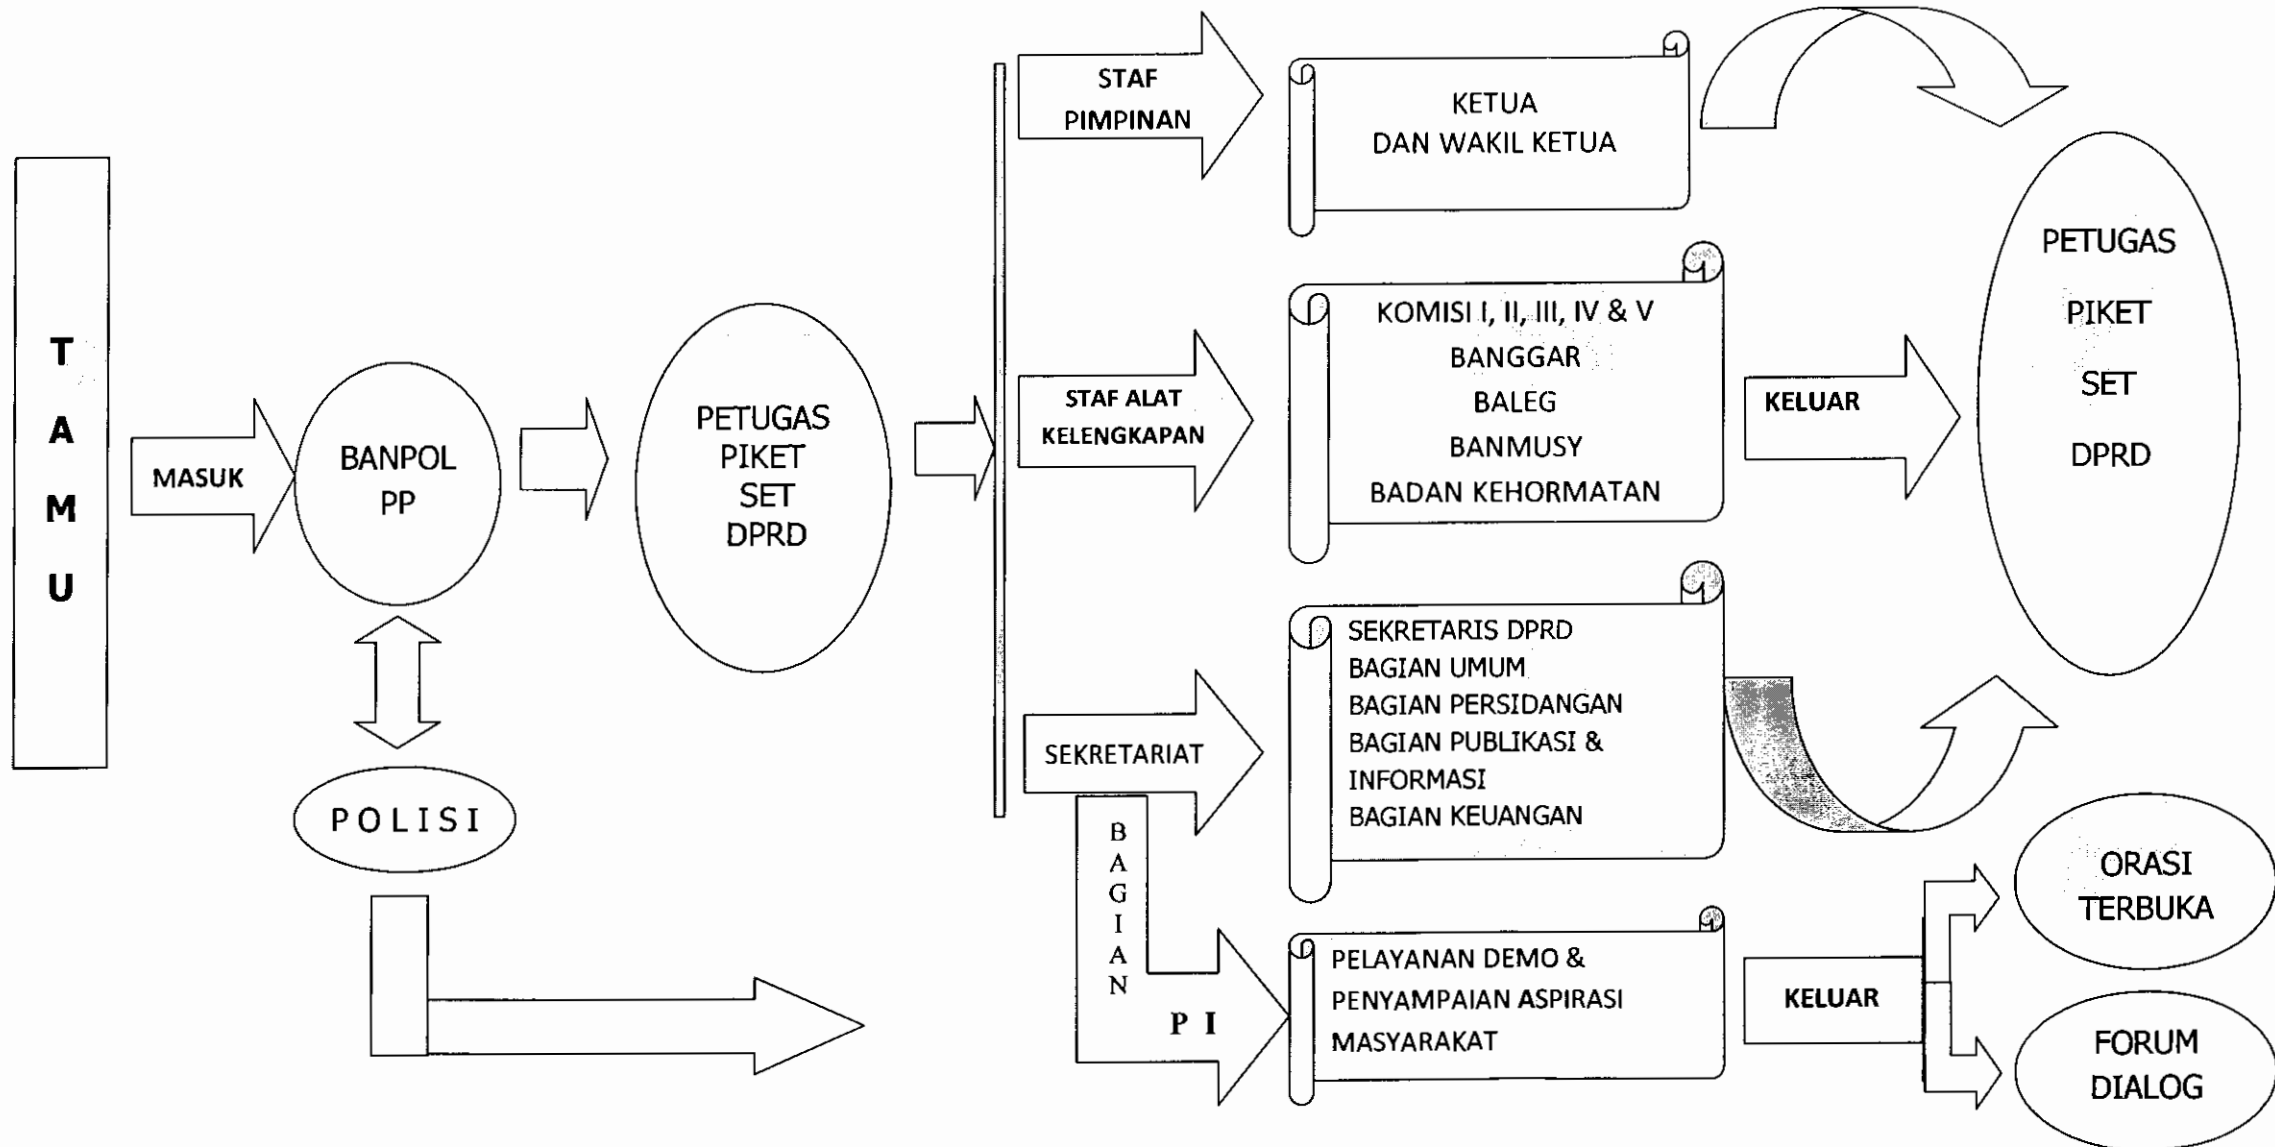 T
A
M
U
MASUK
BANPOL
PP
POLISI
PETUGAS
PIKET
SET
DPRD
STAF
PIMPINAN
KETUA
DAN WAKIL KETUA
STAF ALAT
KELENGKAPAN
KOMISI I, II, III, IV & V
BANGGAR
BALEG
BANMUSY
BADAN KEHORMATAN
KELUAR
PETUGAS
PIKET
SET
DPRD
SEKRETARIAT
SEKRETARIS DPRD
BAGIAN UMUM
BAGIAN PERSIDANGAN
BAGIAN PUBLIKASI &
INFORMASI
BAGIAN KEUANGAN
B
A
G
I
A
N
P I
PELAYANAN DEMO &
PENYAMPAIAN ASPIRASI
MASYARAKAT
KELUAR
ORASI
TERBUKA
FORUM
DIALOG